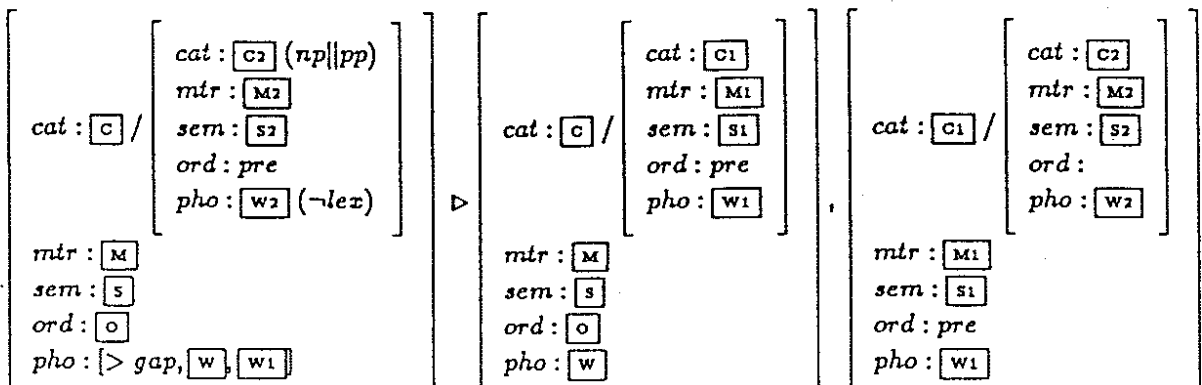 cat : C2 (np||pp) cat : C1 cat : C2
mtr : M2 mtr : M1 mtr : M2
cat : C / sem : S2 cat : C / sem : S1 cat : C1 / sem : S2
ord : pre ord : pre ord :
pho : W2 (¬lex) ▷ pho : W1 , pho : W2
mtr : M mtr : M mtr : M1
sem : S sem : S sem : S1
ord : O ord : O ord : pre
pho : [> gap, W, W1] pho : W pho : W1